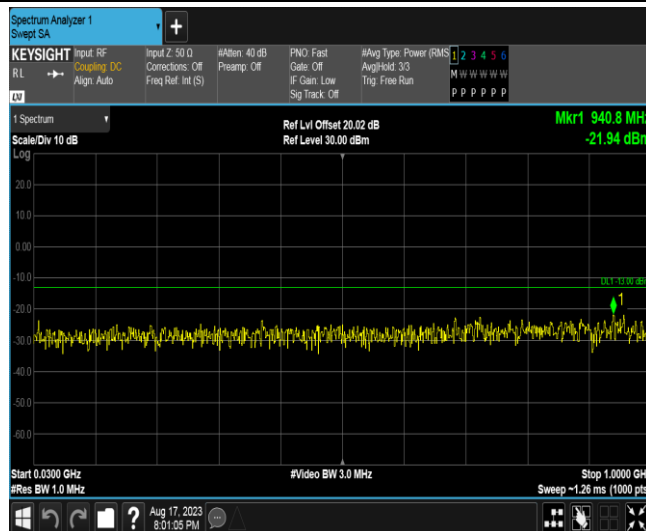 Spectrum Analyzer 1
Swept SA
KEYSIGHT
RL
LXI
Input: RF
Coupling: DC
Align: Auto
Input Z: 50 Ω
Corrections: Off
Freq Ref: Int (S)
#Atten: 40 dB
Preamp: Off
PNO: Fast
Gate: Off
IF Gain: Low
Sig Track: Off
#Avg Type: Power (RMS
Avg|Hold: 3/3
Trig: Free Run
1 2 3 4 5 6
M W W W W W
P P P P P P
1 Spectrum
Scale/Div 10 dB
Log
Ref Lvl Offset 20.02 dB
Ref Level 30.00 dBm
Mkr1 940.8 MHz
-21.94 dBm
20.0
10.0
0.00
-10.0
DL1 -13.00 dBm
1
-20.0
-30.0
-40.0
-50.0
-60.0
Start 0.0300 GHz
#Res BW 1.0 MHz
#Video BW 3.0 MHz
Stop 1.0000 GHz
Sweep ~1.26 ms (1000 pts
?
Aug 17, 2023
8:01:05 PM